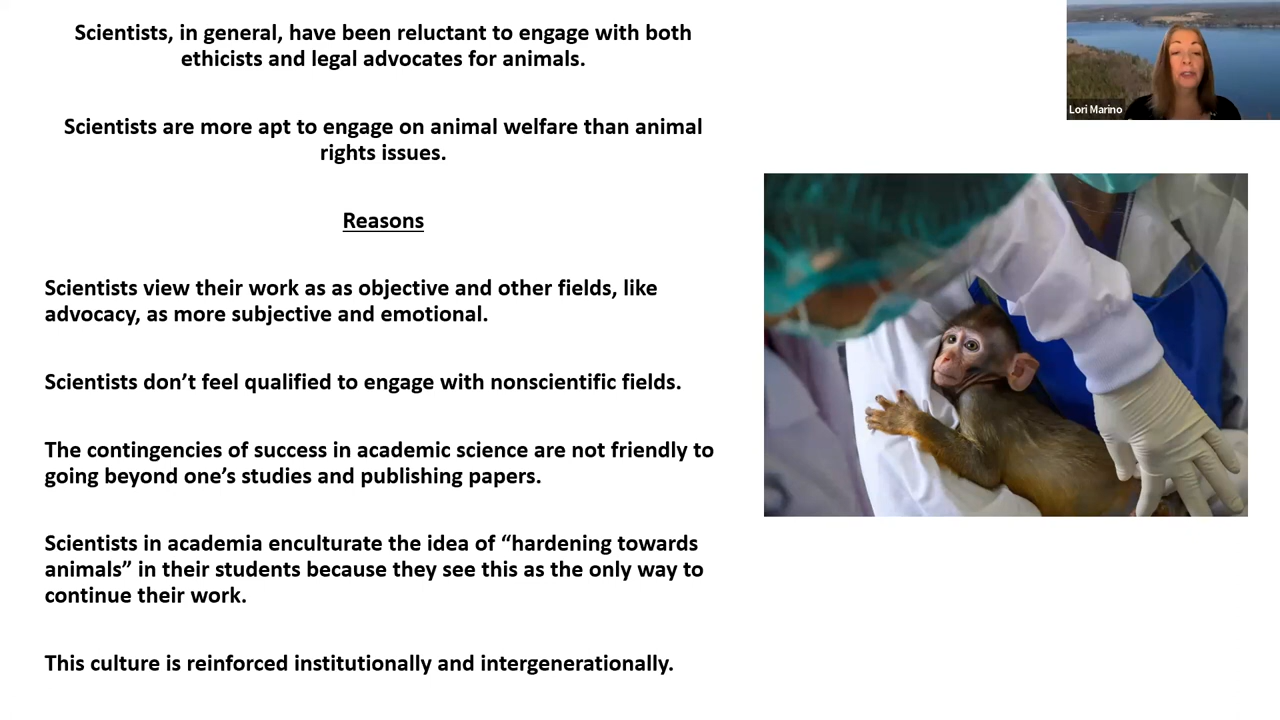 Scientists, in general, have been reluctant to engage with both
ethicists and legal advocates for animals.
Scientists are more apt to engage on animal welfare than animal
rights issues.
Reasons
Scientists view their work as as objective and other fields, like
advocacy, as more subjective and emotional.
Scientists don’t feel qualified to engage with nonscientific fields.
The contingencies of success in academic science are not friendly to
going beyond one’s studies and publishing papers.
Scientists in academia enculturate the idea of “hardening towards
animals” in their students because they see this as the only way to
continue their work.
This culture is reinforced institutionally and intergenerationally.
Lori Marino